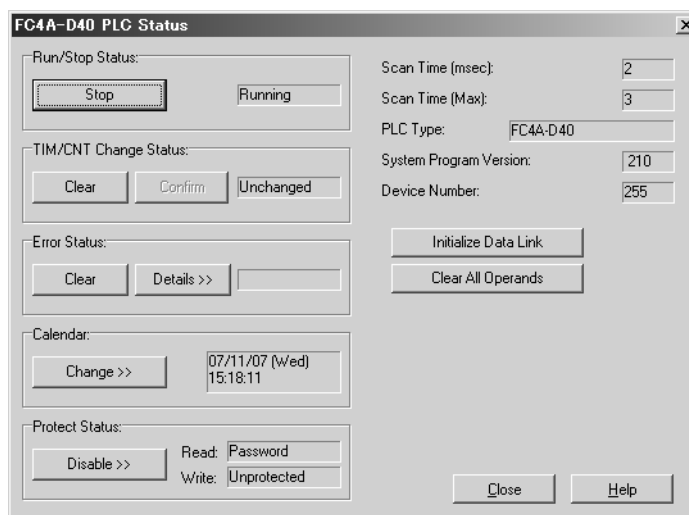 FC4A-D40 PLC Status
Run/Stop Status:
Stop
Running
TIM/CNT Change Status:
Clear
Confirm
Unchanged
Error Status:
Clear
Details >>
Calendar:
Change >>
07/11/07 (Wed)
15:18:11
Protect Status:
Disable >>
Read: Password
Write: Unprotected
Scan Time (msec): 2
Scan Time (Max): 3
PLC Type: FC4A-D40
System Program Version: 210
Device Number: 255
Initialize Data Link
Clear All Operands
Close
Help